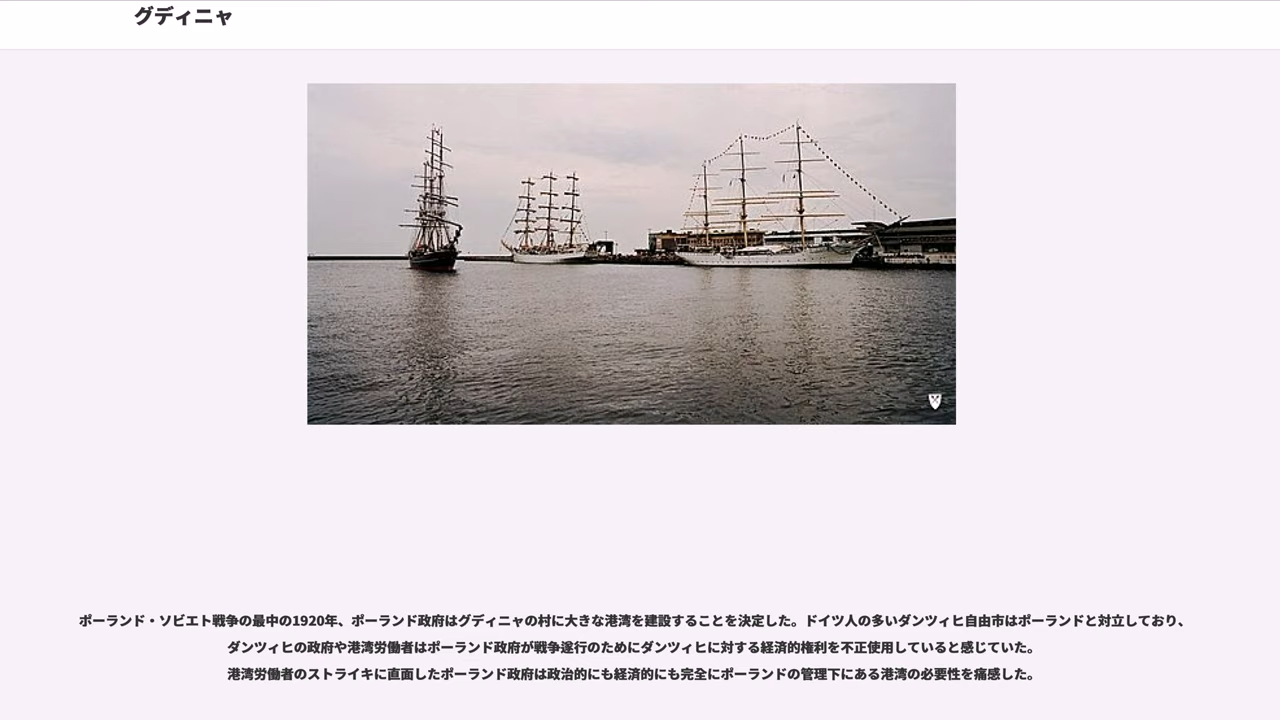 グディニャ
ポーランド・ソビエト戦争の最中の1920年、ポーランド政府はグディニャの村に大きな港湾を建設することを決定した。ドイツ人の多いダンツィヒ自由市はポーランドと対立しており、
ダンツィヒの政府や港湾労働者はポーランド政府が戦争遂行のためにダンツィヒに対する経済的権利を不正使用していると感じていた。
港湾労働者のストライキに直面したポーランド政府は政治的にも経済的にも完全にポーランドの管理下にある港湾の必要性を痛感した。